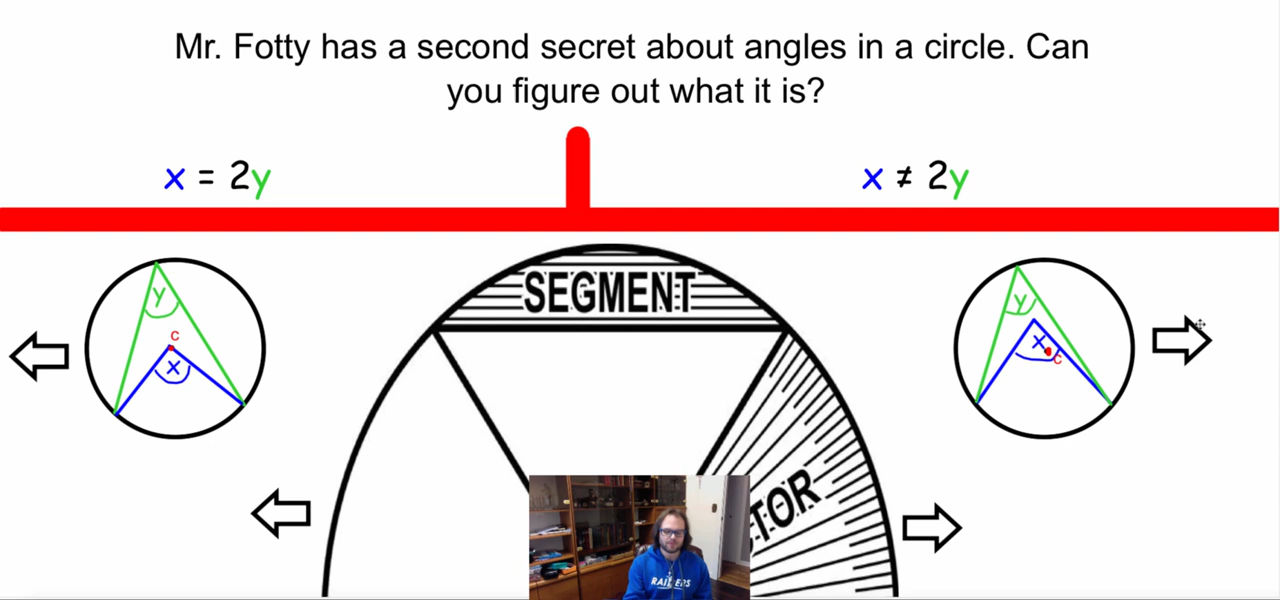 Mr. Fotty has a second secret about angles in a circle. Can
you figure out what it is?
x = 2y
x ≠ 2y
SEGMENT
y
c
x
y
x
c
TOR
RAIDERS